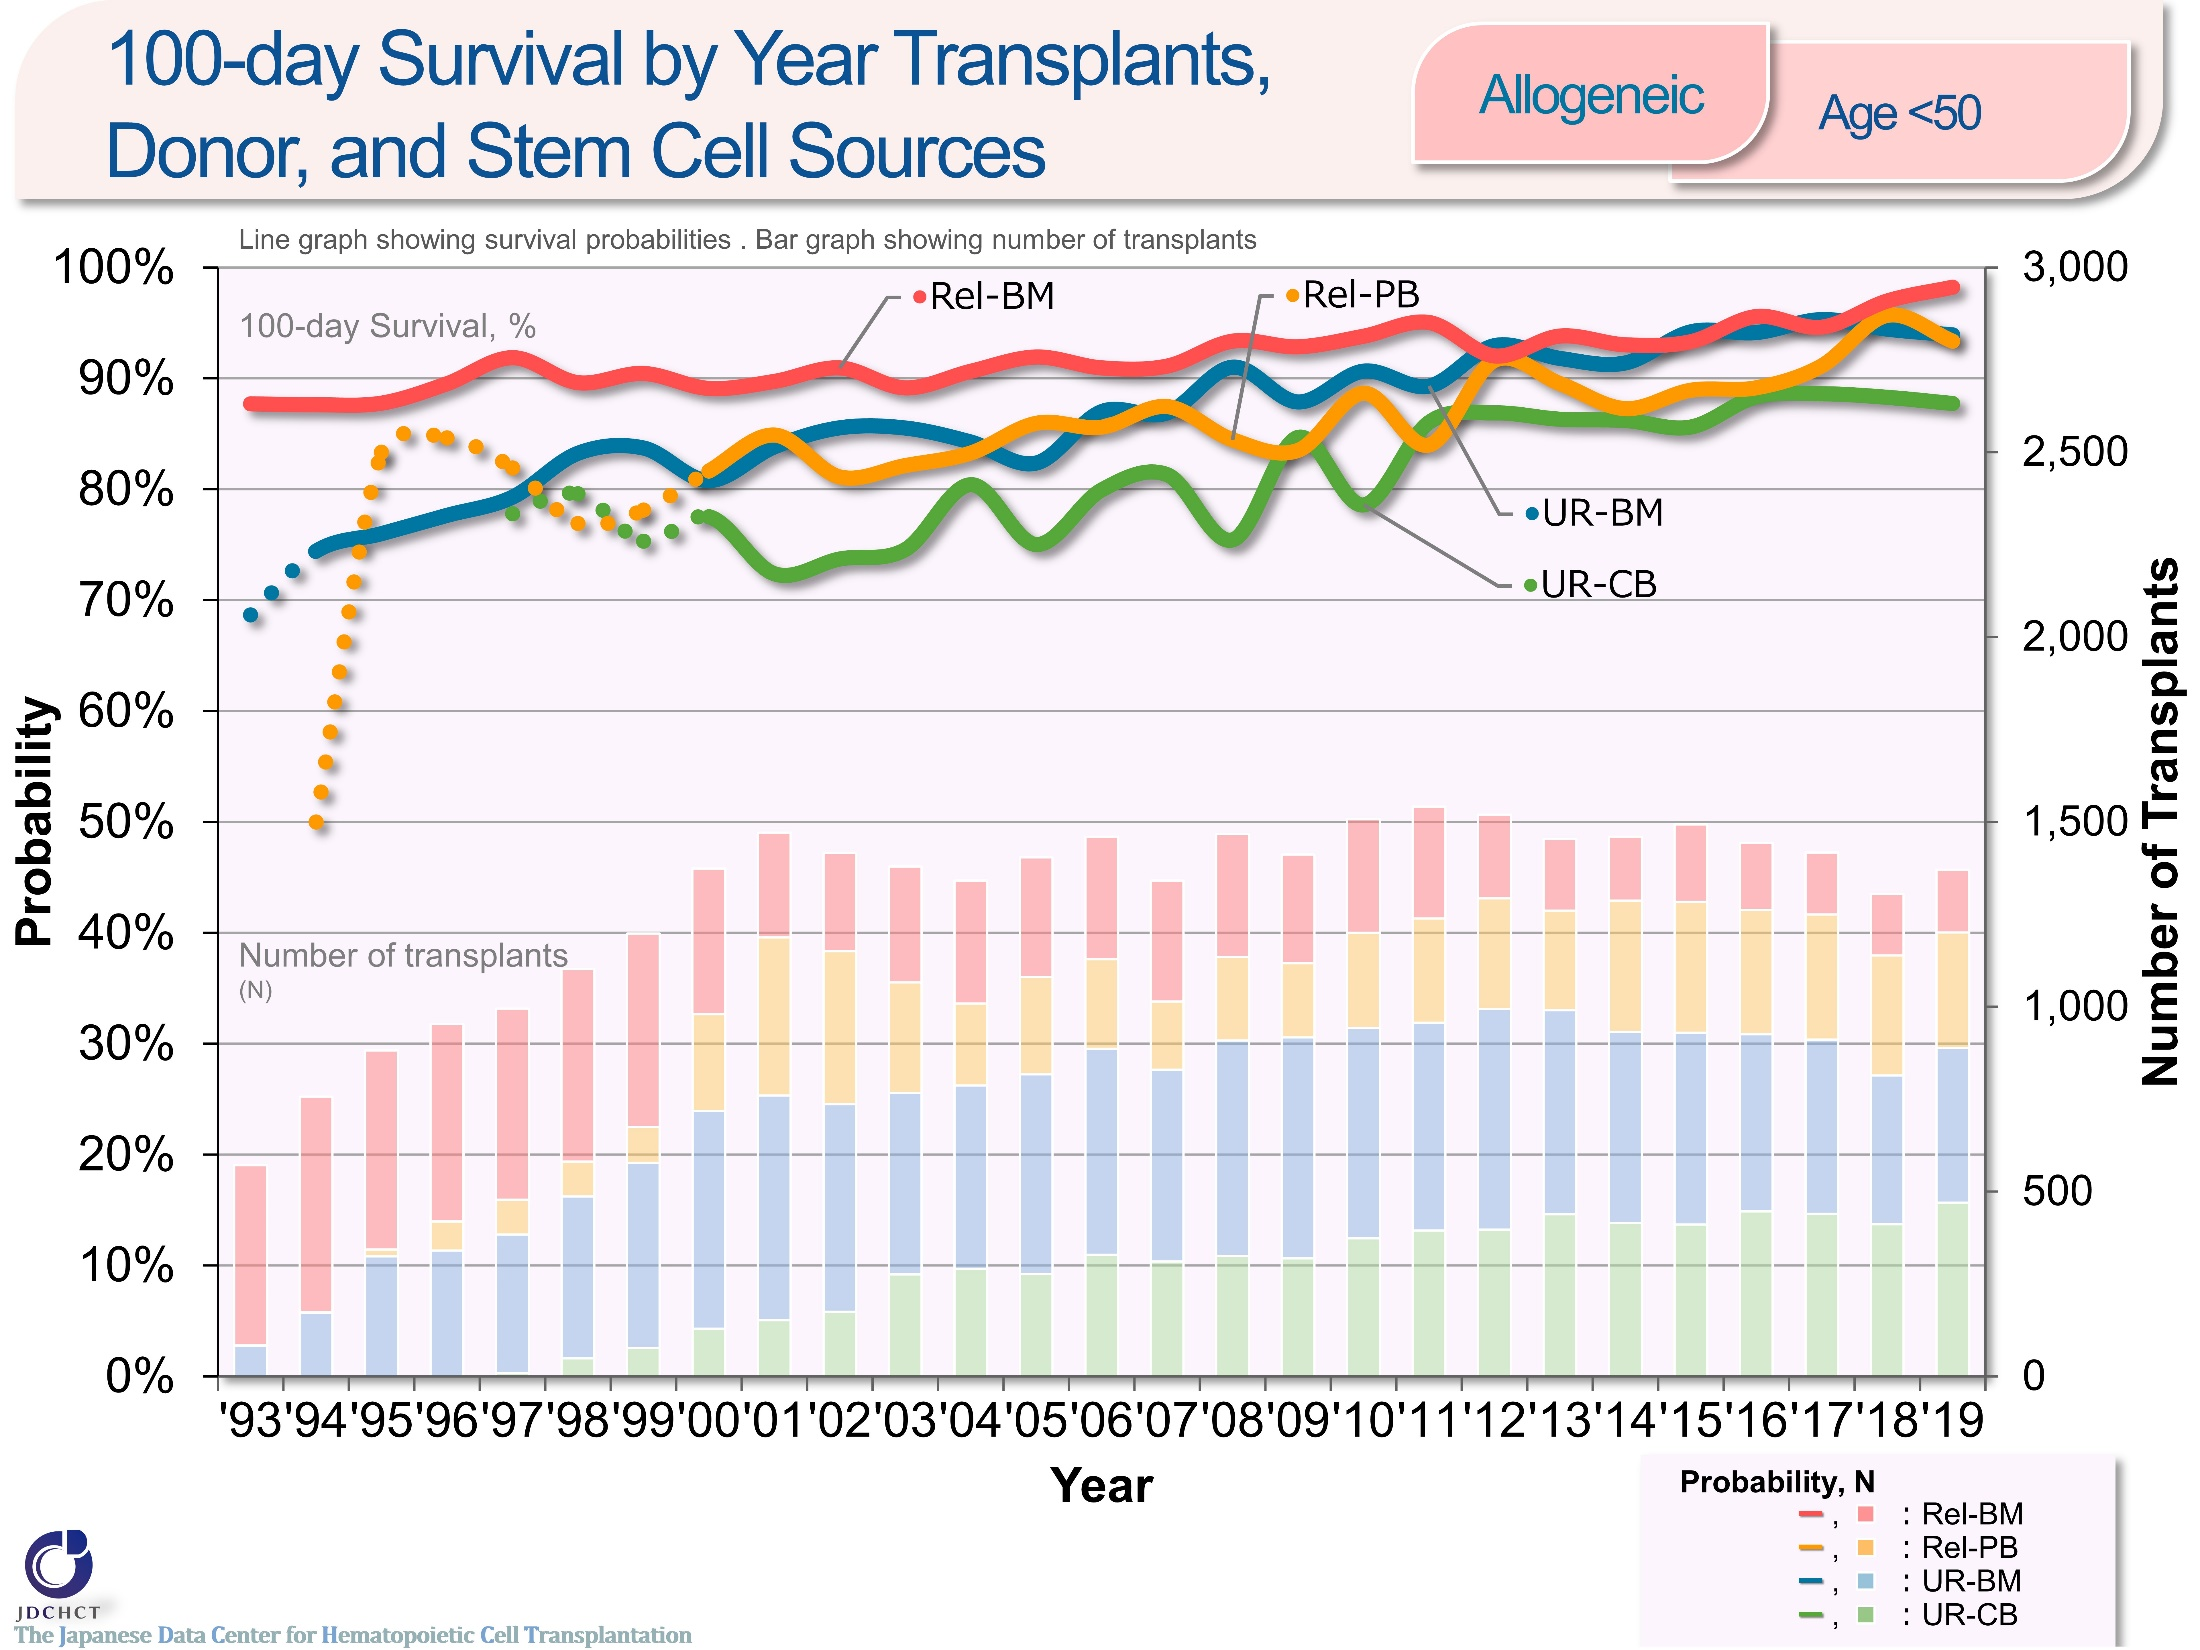 100-day Survival by Year Transplants,
Donor, and Stem Cell Sources
Allogeneic
Age <50
Line graph showing survival probabilities . Bar graph showing number of transplants
100-day Survival, %
Rel-BM
Rel-PB
UR-BM
UR-CB
Number of transplants
(N)
Probability
100%
90%
80%
70%
60%
50%
40%
30%
20%
10%
0%
3,000
2,500
2,000
1,500
1,000
500
0
Number of Transplants
'93 '94 '95 '96 '97 '98 '99 '00 '01 '02 '03 '04 '05 '06 '07 '08 '09 '10 '11 '12 '13 '14 '15 '16 '17 '18 '19
Year
Probability, N
, : Rel-BM
, : Rel-PB
, : UR-BM
, : UR-CB
JDCHCT
The Japanese Data Center for Hematopoietic Cell Transplantation